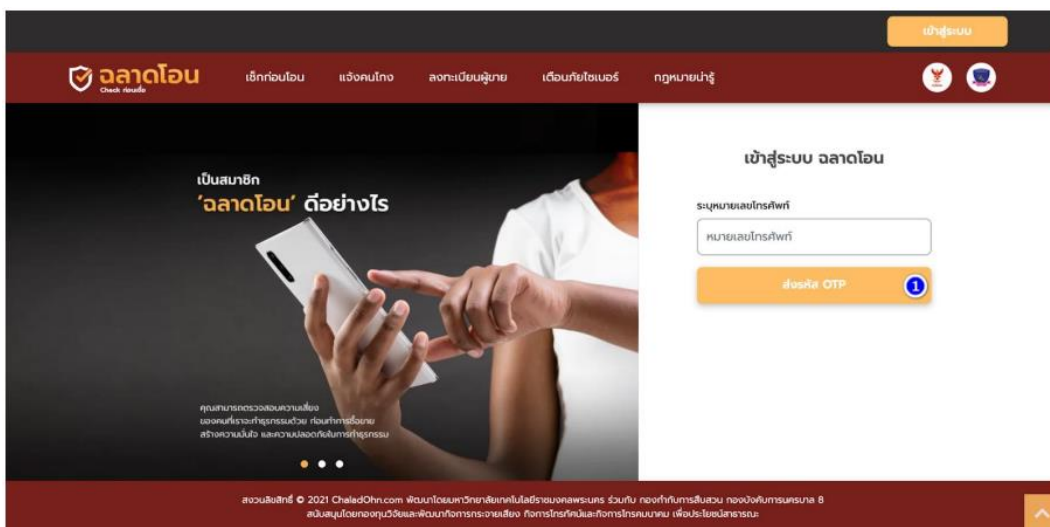 เข้าสู่ระบบ
ฉลาดโอน
Check ก่อนเชื่อ
เช็กก่อนโอน แจ้งคนโกง ลงทะเบียนผู้ขาย เตือนภัยไซเบอร์ กฎหมายน่ารู้
เป็นสมาชิก
‘ฉลาดโอน’ ดีอย่างไร
คุณสามารถตรวจสอบความเสี่ยง
ของคนที่เราจะทำธุรกรรมด้วย ก่อนทำการซื้อขาย
สร้างความมั่นใจ และความปลอดภัยในการทำธุรกรรม
เข้าสู่ระบบ ฉลาดโอน
ระบุหมายเลขโทรศัพท์
หมายเลขโทรศัพท์
ส่งรหัส OTP 1
สงวนลิขสิทธิ์ © 2021 ChaladOhn.com พัฒนาโดยมหาวิทยาลัยเทคโนโลยีราชมงคลพระนคร ร่วมกับ กองกำกับการสืบสวน กองบังคับการนครบาล 8
สนับสนุนโดยกองทุนวิจัยและพัฒนากิจการกระจายเสียง กิจการโทรทัศน์และกิจการโทรคมนาคม เพื่อประโยชน์สาธารณะ